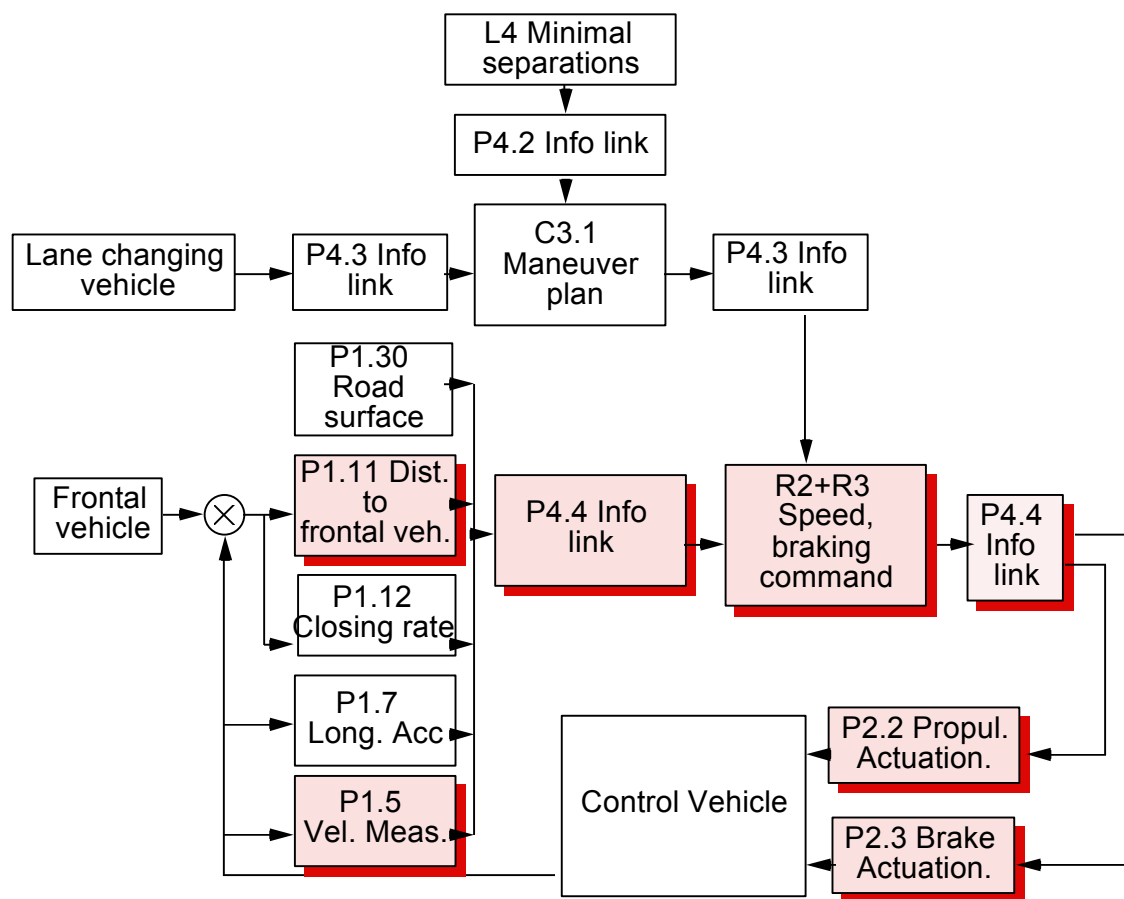 L4 Minimal
separations
P4.2 Info link
C3.1
Maneuver
plan
Lane changing
vehicle
P4.3 Info
link
P4.3 Info
link
P1.30
Road
surface
Frontal
vehicle
P1.11 Dist.
to
frontal veh.
P4.4 Info
link
R2+R3
Speed,
braking
command
P4.4
Info
link
P1.12
Closing rate
P1.7
Long. Acc
P1.5
Vel. Meas.
Control Vehicle
P2.2 Propul.
Actuation.
P2.3 Brake
Actuation.